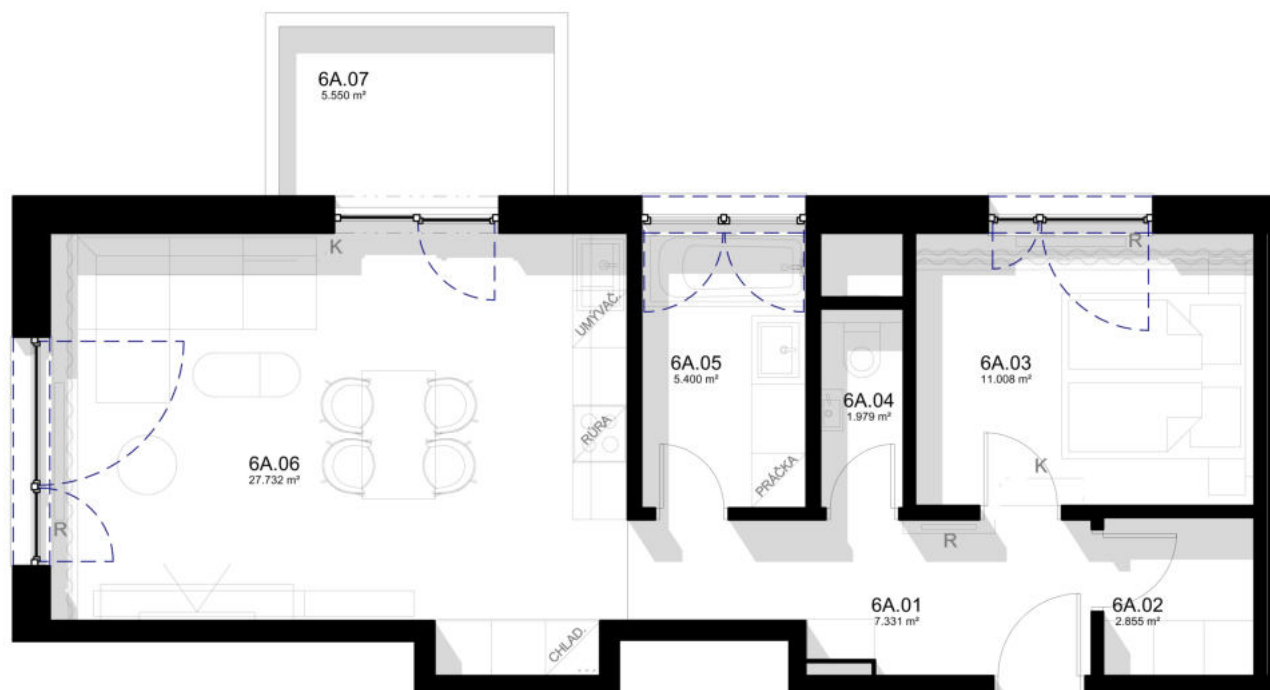 6A.07
5.550 m²
K
R
UMÝVAČ.
6A.05
5.400 m²
6A.03
11.008 m²
6A.04
1.979 m²
RÚRA
6A.06
27.732 m²
PRÁČKA
K
R
R
6A.01
7.331 m²
6A.02
2.855 m²
CHLAD.